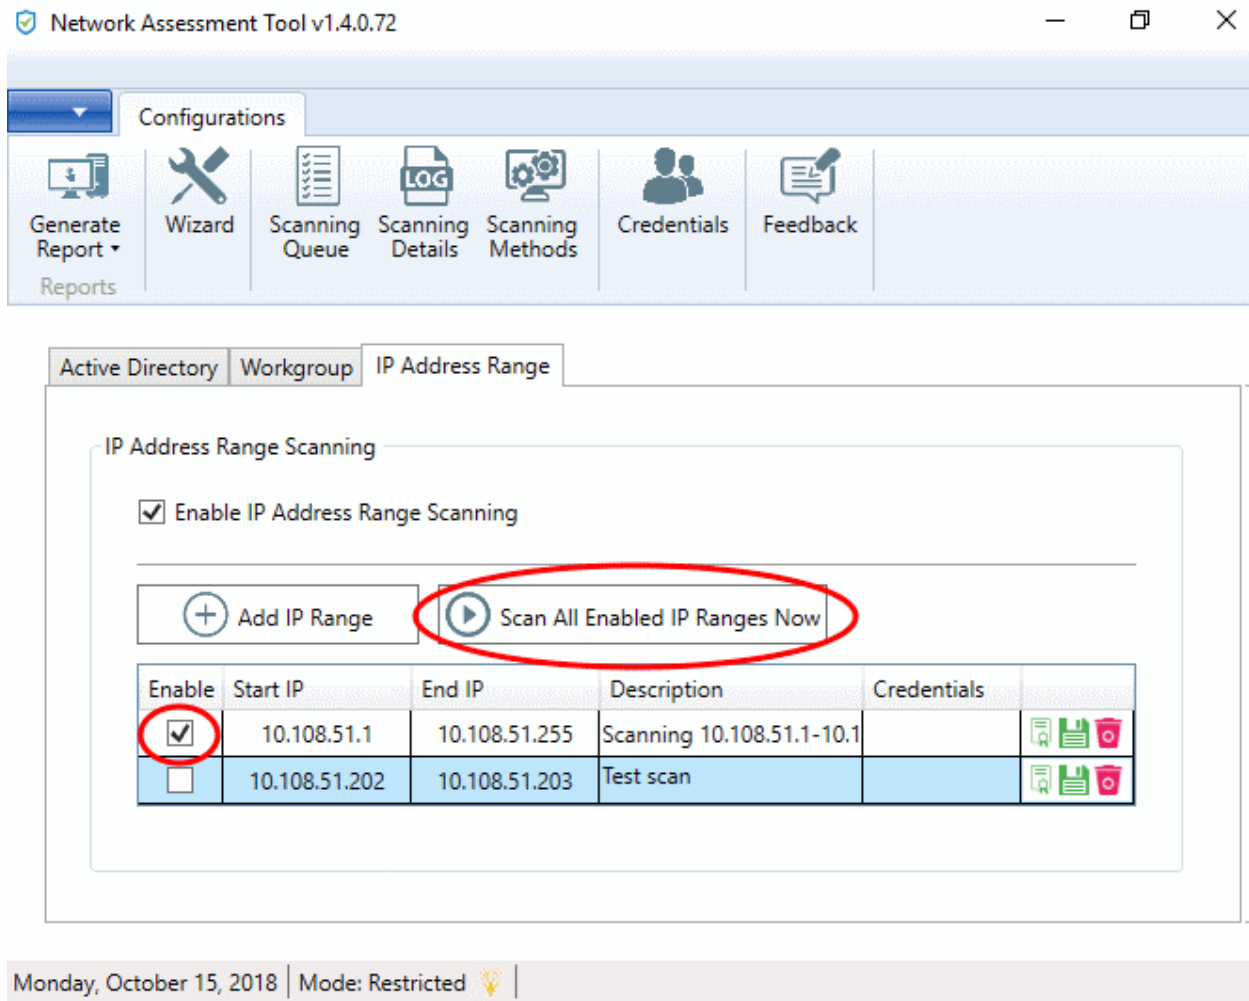 Network Assessment Tool v1.4.0.72
Configurations
Generate Report
Wizard
Scanning Queue
LOG
Scanning Details
Scanning Methods
Credentials
Feedback
Reports
Active Directory
Workgroup
IP Address Range
IP Address Range Scanning
Enable IP Address Range Scanning
Add IP Range
Scan All Enabled IP Ranges Now
Enable Start IP End IP Description Credentials
10.108.51.1 10.108.51.255 Scanning 10.108.51.1-10.1
10.108.51.202 10.108.51.203 Test scan
Monday, October 15, 2018 Mode: Restricted